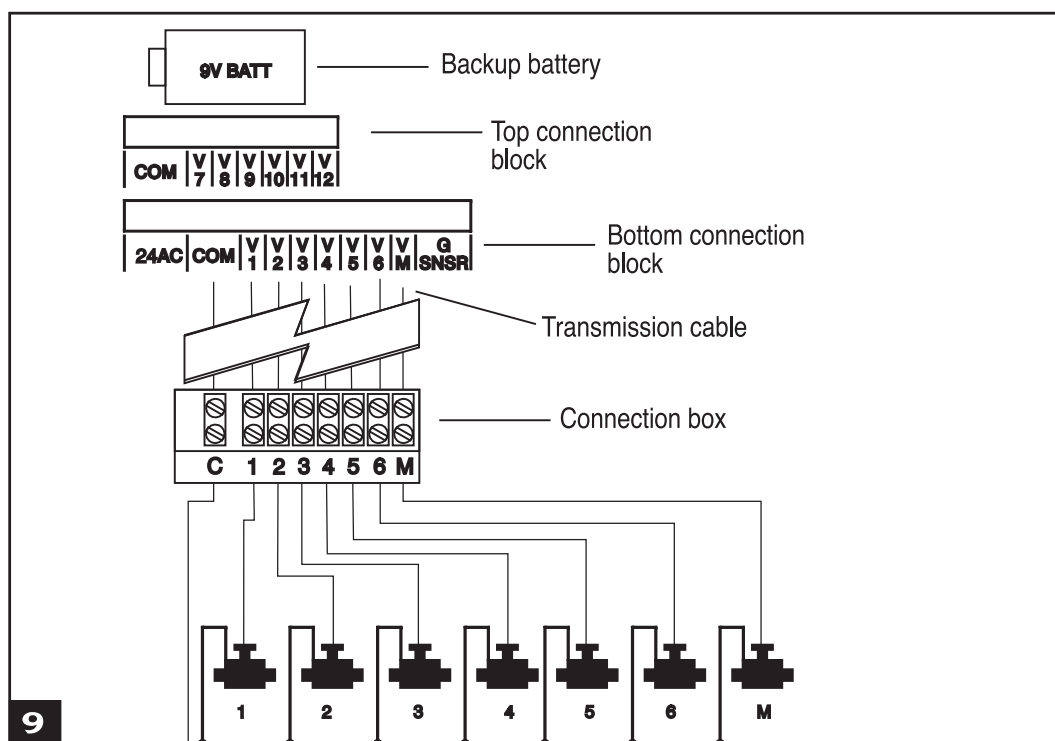 9V BATT
Backup battery
Top connection
block
COM V 7 V 8 V 9 V 10 V 11 V 12
24AC COM V 1 V 2 V 3 V 4 V 5 V 6 V M G SNSR
Bottom connection
block
Transmission cable
Connection box
C 1 2 3 4 5 6 M
1 2 3 4 5 6 M
9